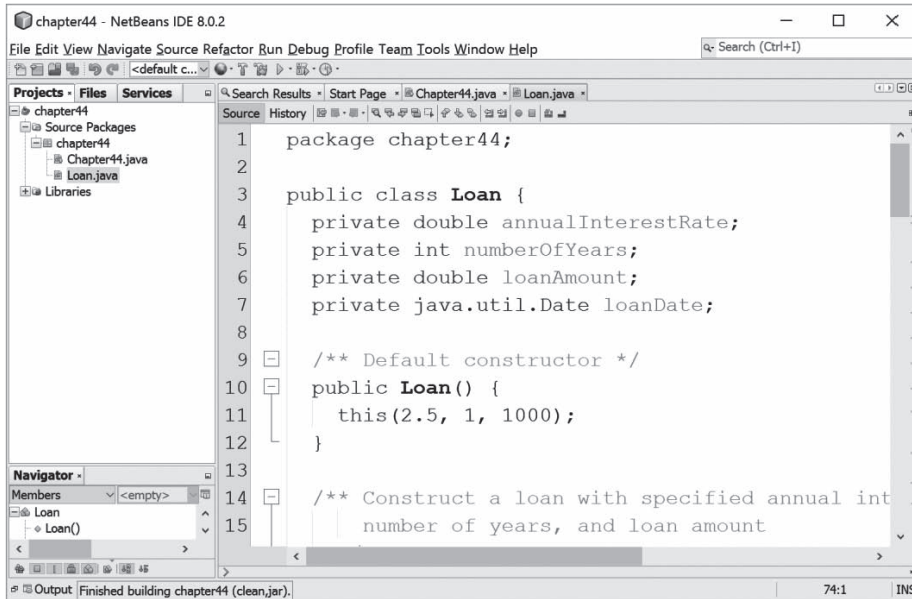 chapter44 - NetBeans IDE 8.0.2
File Edit View Navigate Source Refactor Run Debug Profile Team Tools Window Help
Search (Ctrl+I)
<default c...
Projects Files Services
chapter44
Source Packages
chapter44
Chapter44.java
Loan.java
Libraries
Navigator
Members <empty>
Loan
Loan()
Search Results Start Page Chapter44.java Loan.java
Source History
1 package chapter44;
2
3 public class Loan {
4 private double annualInterestRate;
5 private int numberOfYears;
6 private double loanAmount;
7 private java.util.Date loanDate;
8
9 /** Default constructor */
10 public Loan() {
11 this(2.5, 1, 1000);
12 }
13
14 /** Construct a loan with specified annual int
15 number of years, and loan amount
Output Finished building chapter44 (clean,jar).
74:1 INS